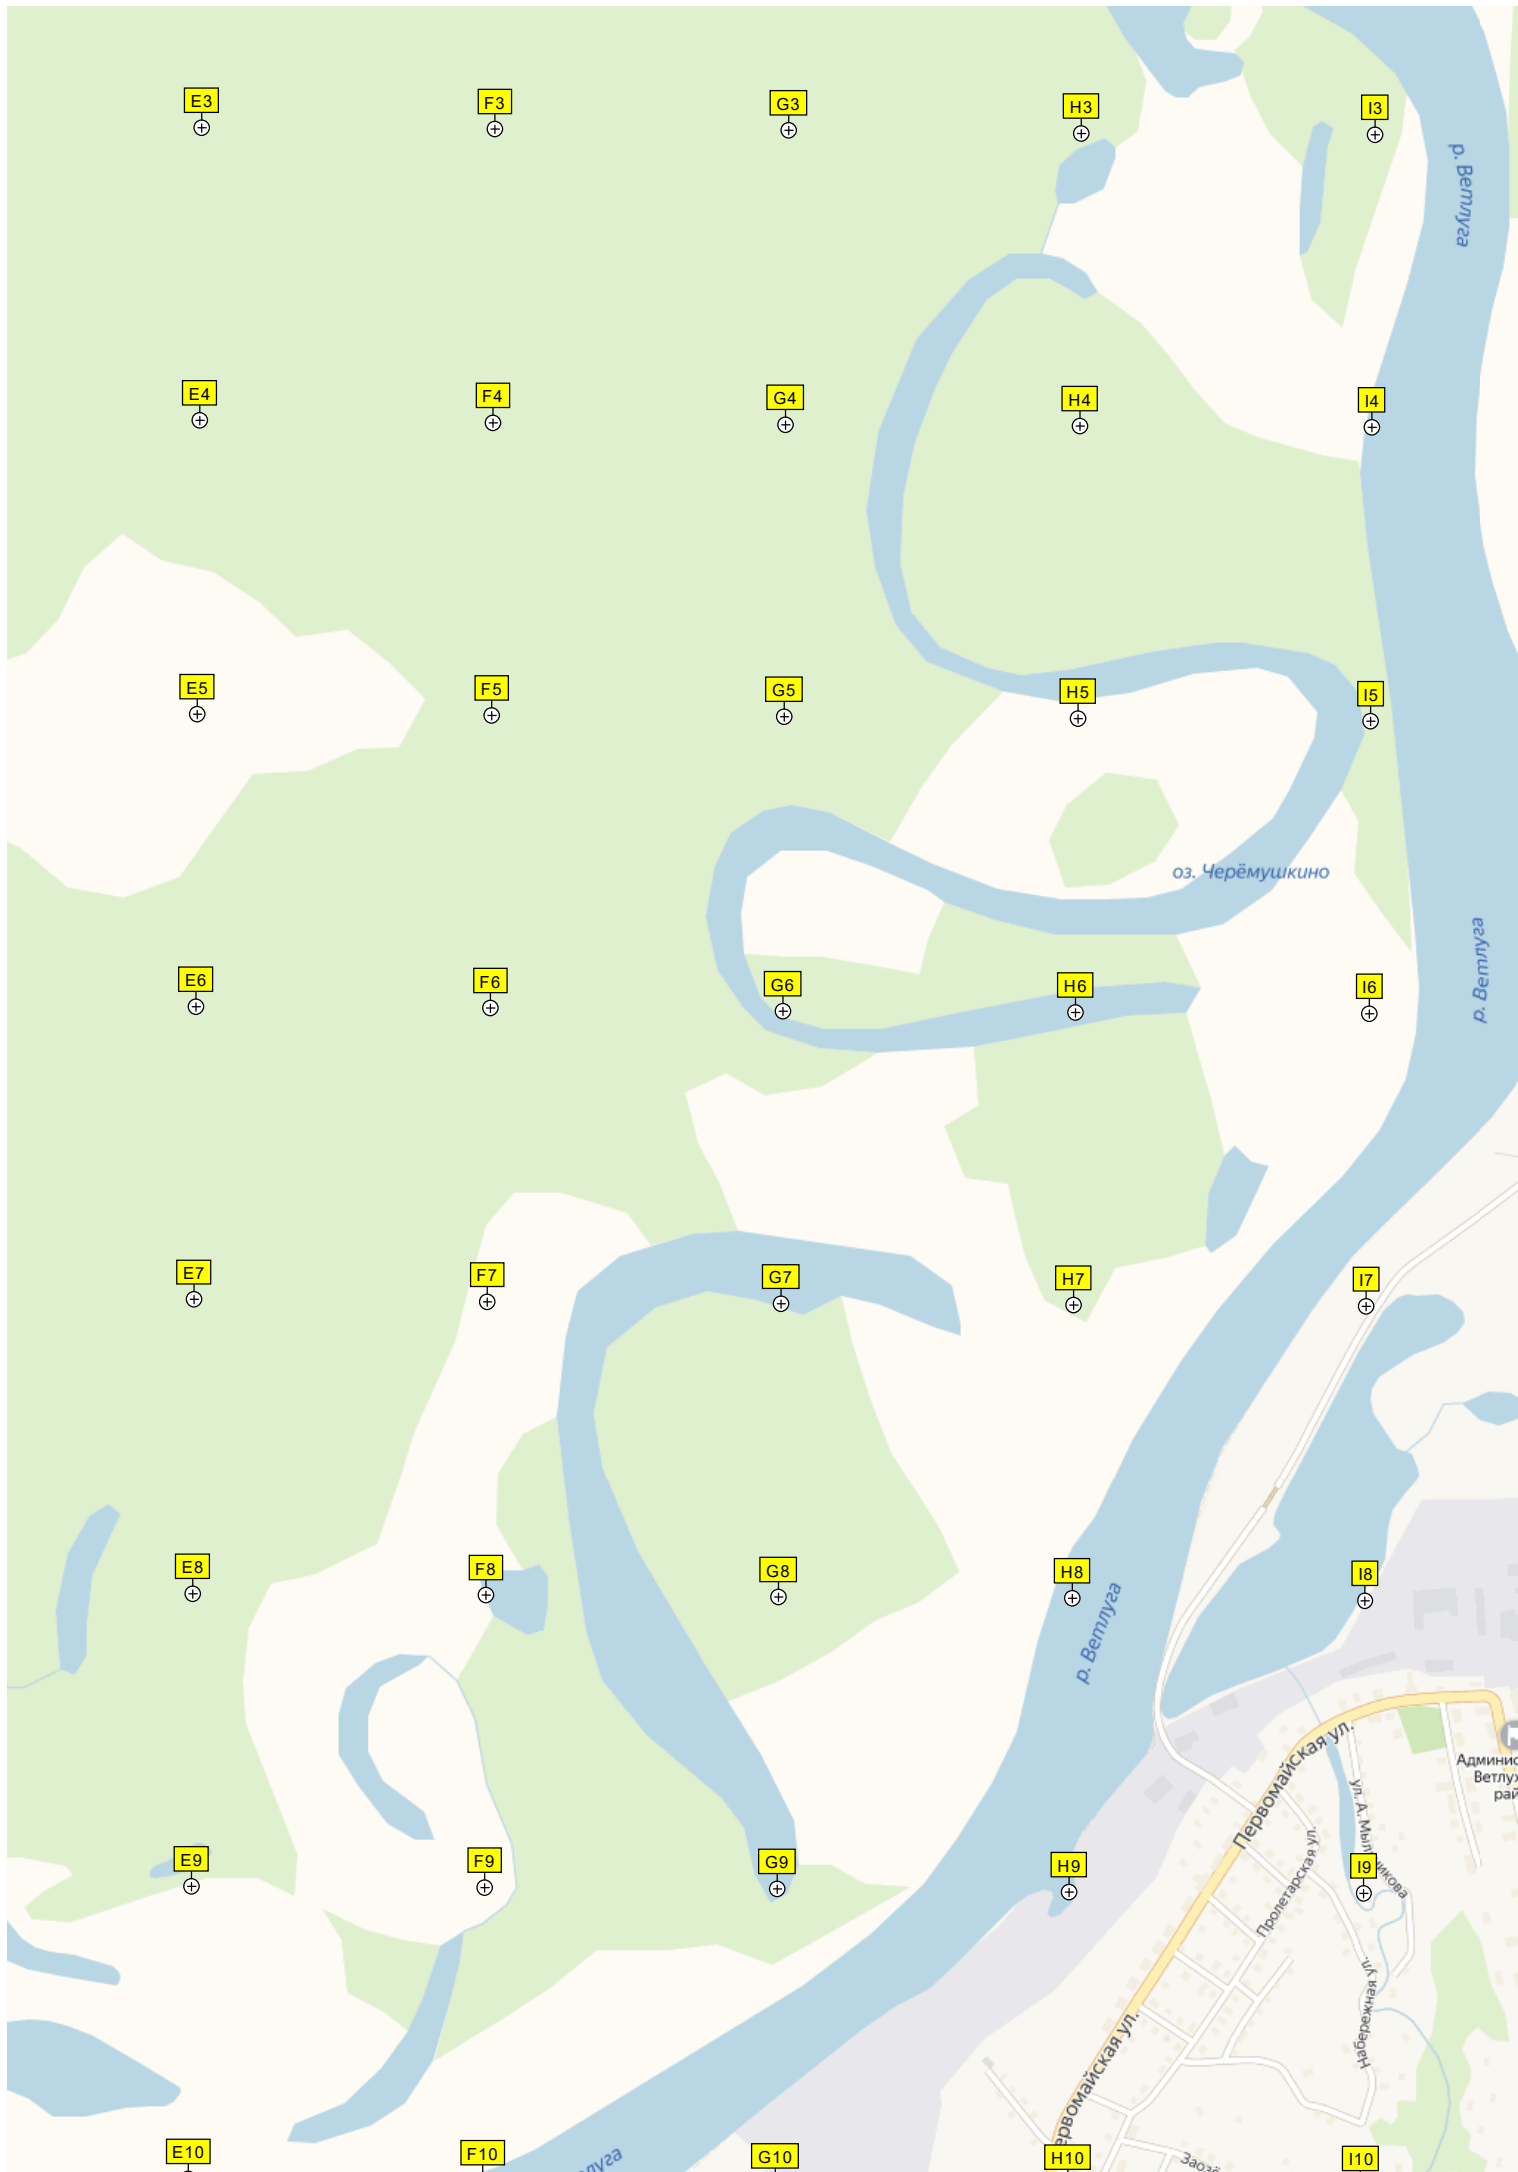 E3
F3
G3
H3
I3
р. Ветлуга
E4
F4
G4
H4
I4
E5
F5
G5
H5
I5
оз. Черёмушкино
р. Ветлуга
E6
F6
G6
H6
I6
E7
F7
G7
H7
I7
E8
F8
G8
H8
I8
р. Ветлуга
Первомайская ул.
ул. А. Мыльникова
Пролетарская ул.
E9
F9
G9
H9
I9
Набережная ул.
E10
F10
G10
H10
I10